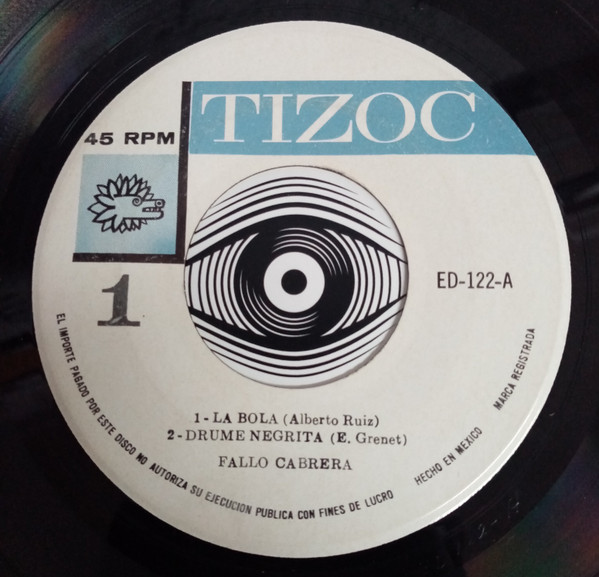 TIZOC
45 RPM
1
ED-122-A
1 - LA BOLA (Alberto Ruiz)
2 - DRUME NEGRITA (E. Grenet)
FALLO CABRERA
EL IMPORTE PAGADO POR ESTE DISCO NO AUTORIZA SU EJECUCION PUBLICA CON FINES DE LUCRO
HECHO EN MEXICO
MARCA REGISTRADA